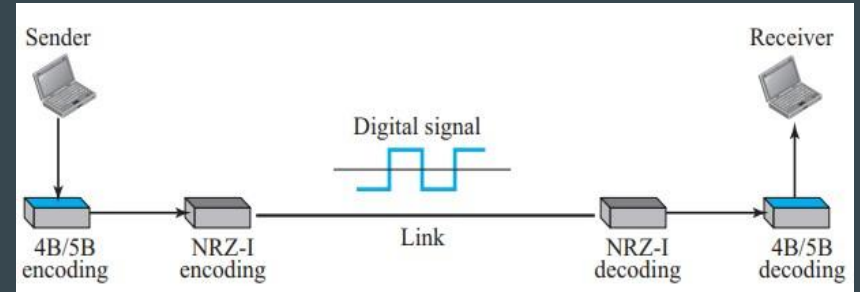 Sender
Receiver
Digital signal
Link
4B/5B
encoding
NRZ-I
encoding
NRZ-I
decoding
4B/5B
decoding